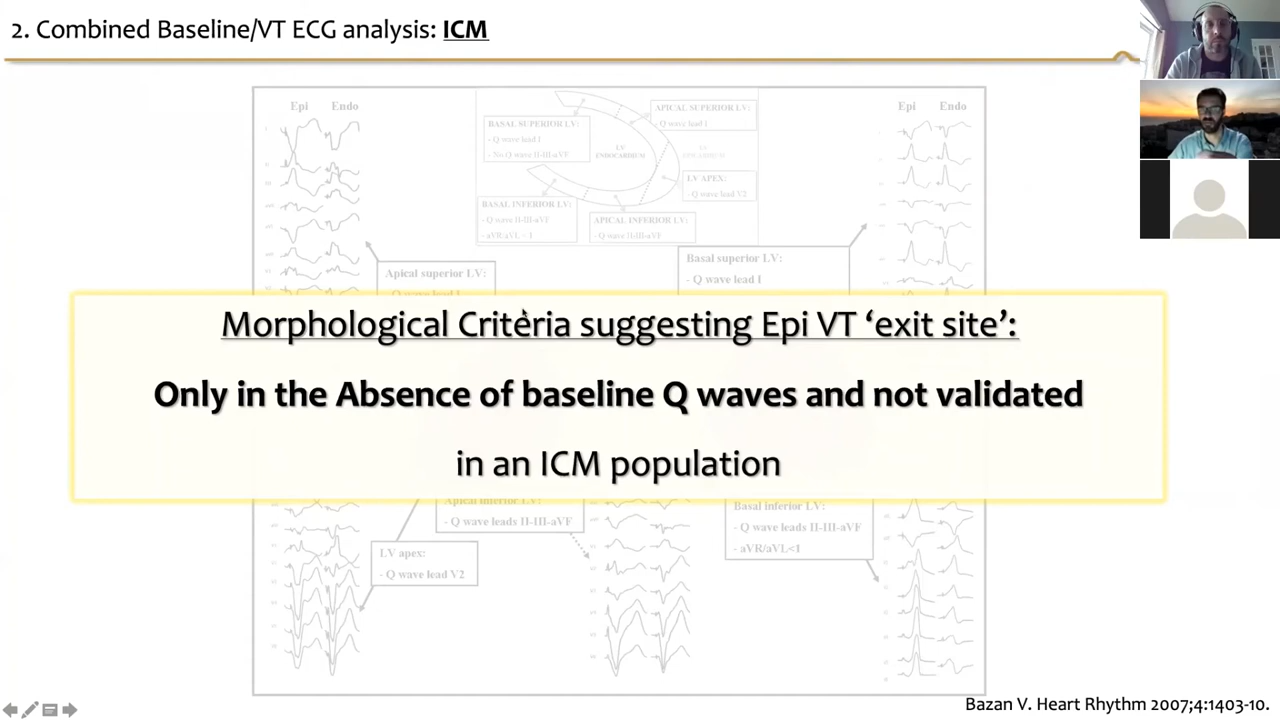 2. Combined Baseline/VT ECG analysis: ICM
Epi Endo
Epi Endo
BASAL SUPERIOR LV:
- Q wave lead I
- No Q wave II-III-aVF
APICAL SUPERIOR LV:
- Q wave lead I
LV
ENDOCARDIUM
LV APEX:
- Q wave lead V2
BASAL INFERIOR LV:
- Q wave II-III-aVF
- aVR/aVL < 1
APICAL INFERIOR LV:
- Q wave II-III-aVF
Apical superior LV:
- Q wave lead I
Basal superior LV:
- Q wave lead I
Morphological Criteria suggesting Epi VT ‘exit site’:
Only in the Absence of baseline Q waves and not validated
in an ICM population
Apical inferior LV:
- Q wave leads II-III-aVF
Basal inferior LV:
- Q wave leads II-III-aVF
- aVR/aVL<1
LV apex:
- Q wave lead V2
Bazan V. Heart Rhythm 2007;4:1403-10.